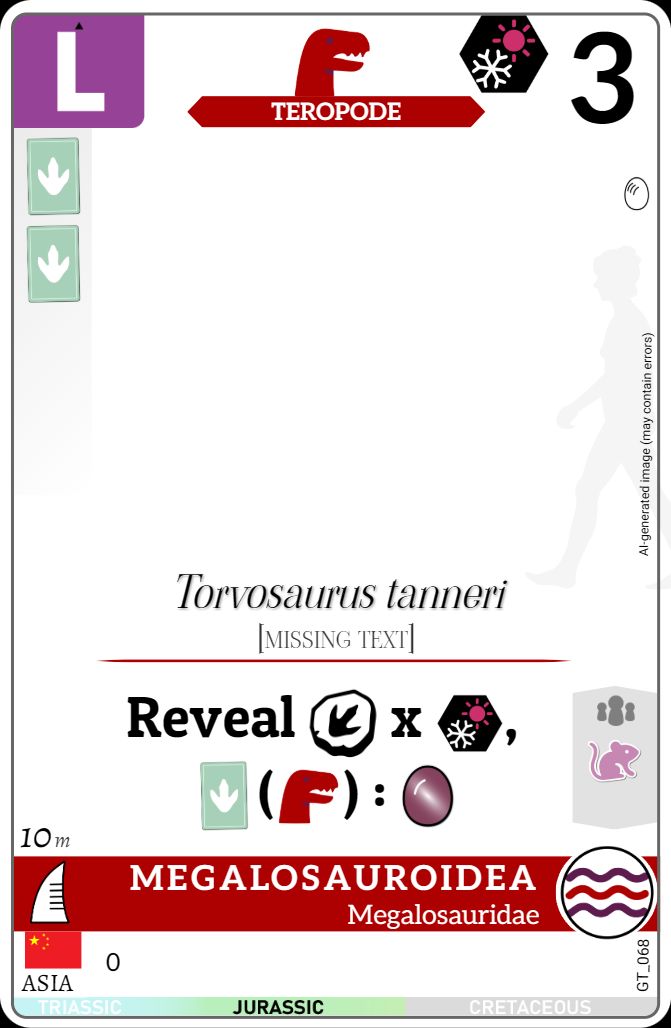 L
TEROPODE
3
AI-generated image (may contain errors)
Torvosaurus tanneri
[MISSING TEXT]
Reveal x ,
( ) :
10 m
MEGALOSAUROIDEA
Megalosauridae
ASIA
0
GT_068
TRIASSIC JURASSIC CRETACEOUS